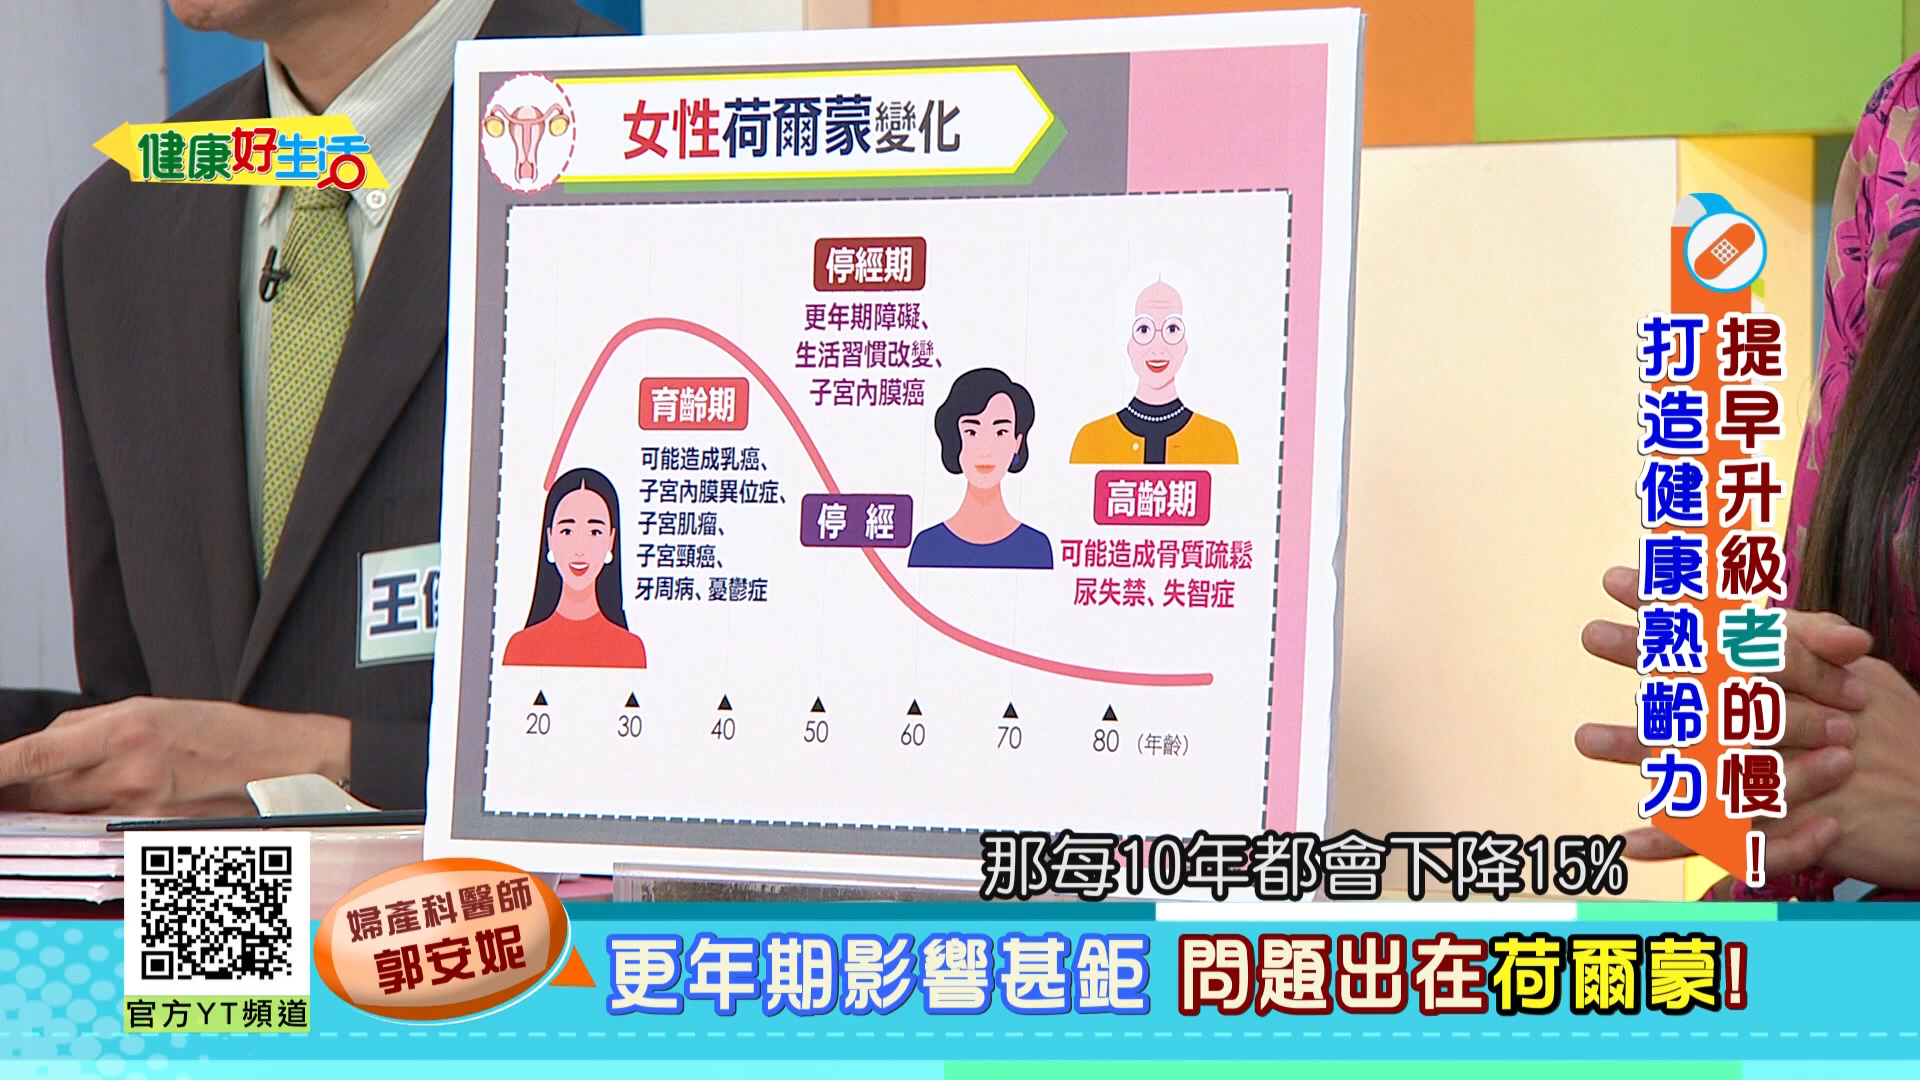 健康好生活
女性荷爾蒙變化
停經期
更年期障礙、
生活習慣改變、
子宮內膜癌
育齡期
可能造成乳癌、
子宮內膜異位症、
子宮肌瘤、
子宮頸癌、
牙周病、憂鬱症
停 經
高齡期
可能造成骨質疏鬆
尿失禁、失智症
20 30 40 50 60 70 80 (年齡)
王
提早升級老的慢!
打造健康熟齡力
那每10年都會下降15%
婦產科醫師
郭安妮
更年期影響甚鉅 問題出在荷爾蒙!
官方YT頻道